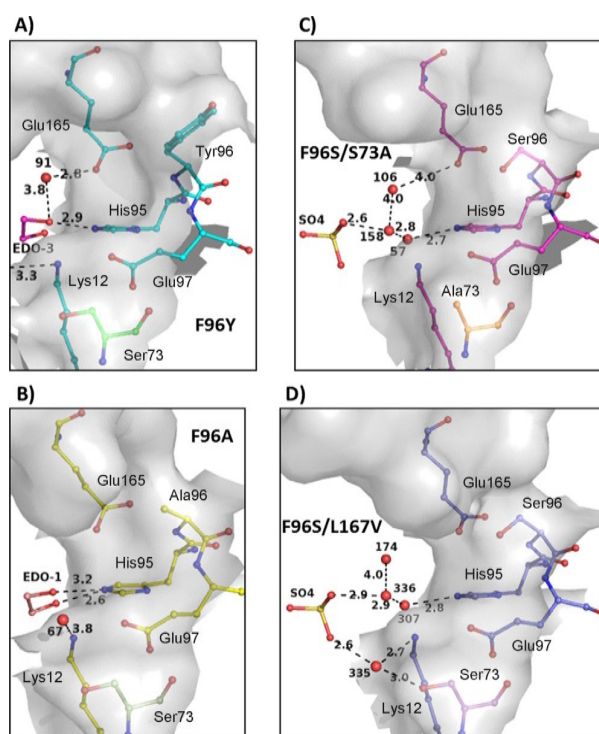 A)
Glu165
Tyr96
91
2.8
3.8
2.9
His95
EDO-3
3.3
Lys12
Glu97
Ser73
F96Y
C)
Glu165
F96S/S73A
Ser96
106
4.0
4.0
His95
SO4
2.6
2.8
158
57
2.7
Glu97
Lys12
Ala73
B)
F96A
Glu165
Ala96
His95
EDO-1
3.2
2.6
67
3.8
Glu97
Lys12
Ser73
D)
Glu165
Ser96
F96S/L167V
174
4.0
His95
336
SO4
2.9
2.9
307
2.8
Glu97
2.6
2.7
335
3.0
Ser73
Lys12